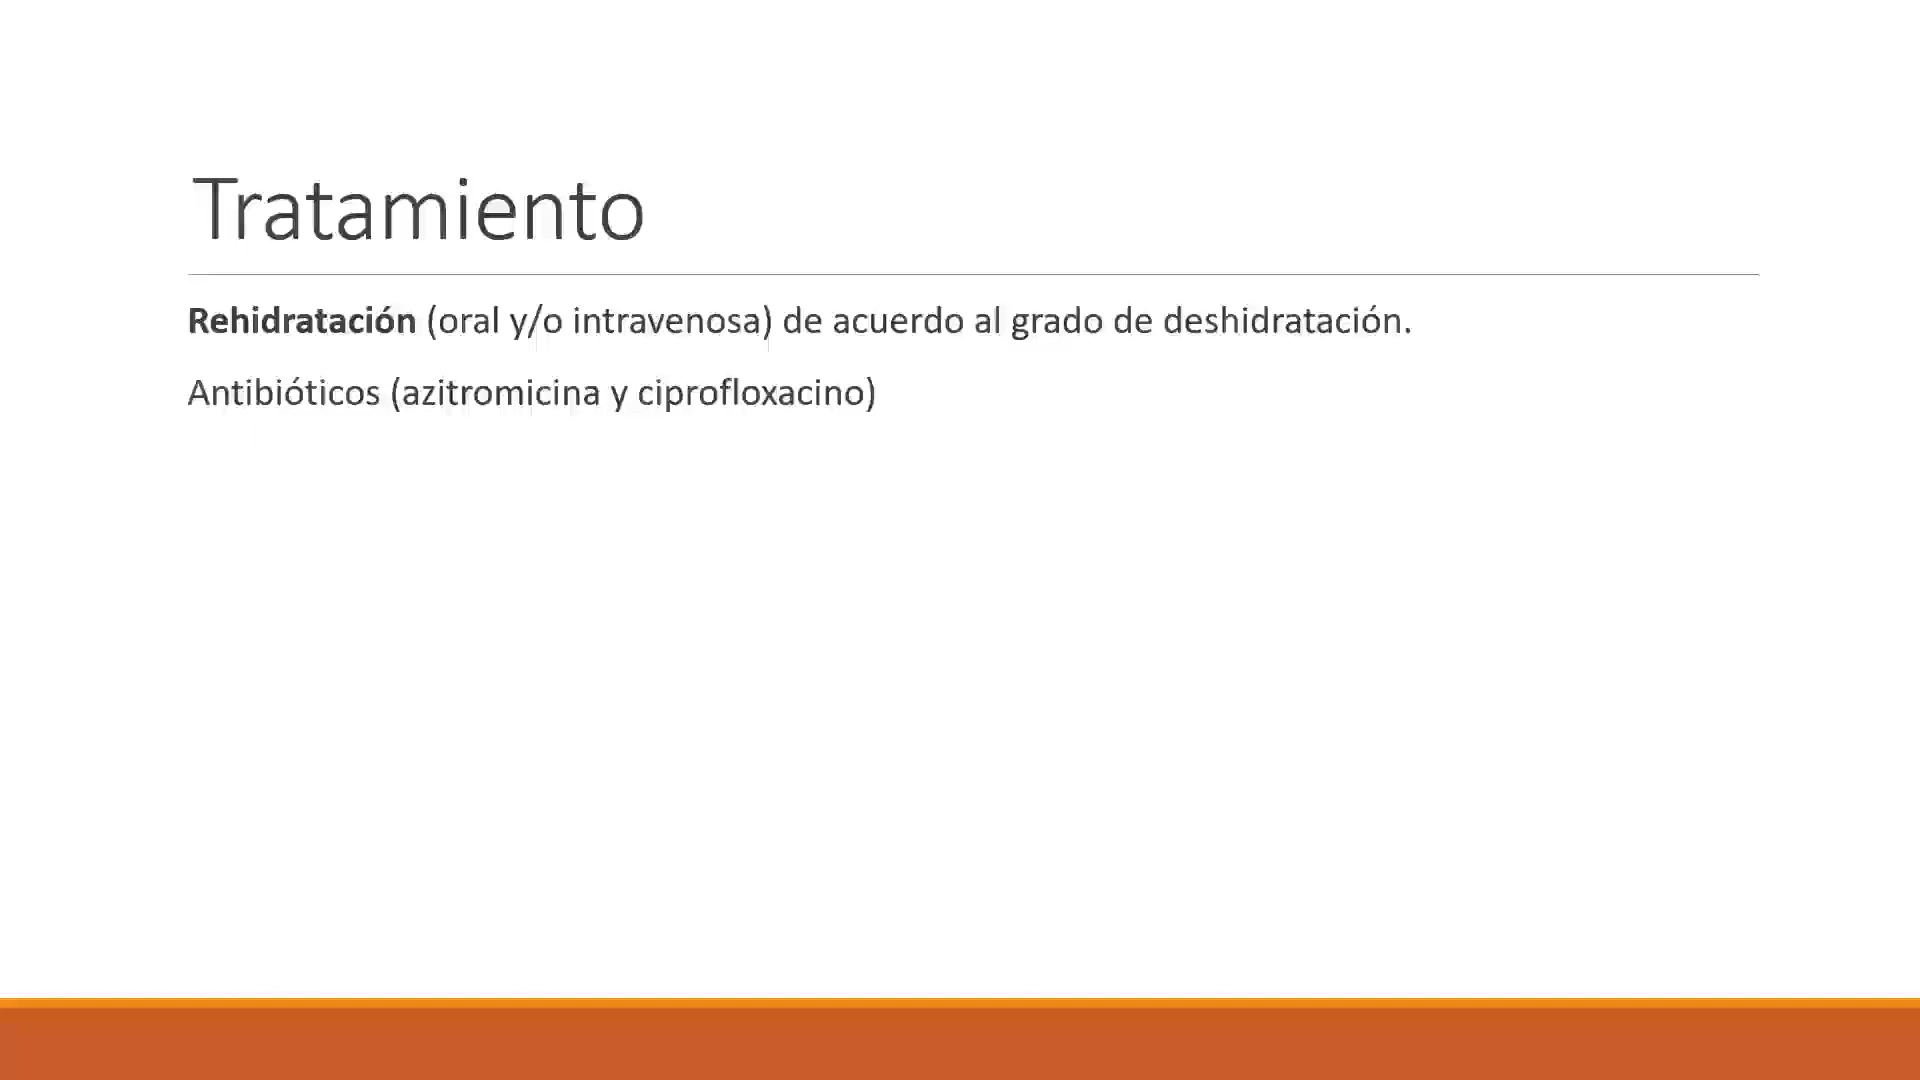 Tratamiento
Rehidratación (oral y/o intravenosa) de acuerdo al grado de deshidratación.
Antibióticos (azitromicina y ciprofloxacino)